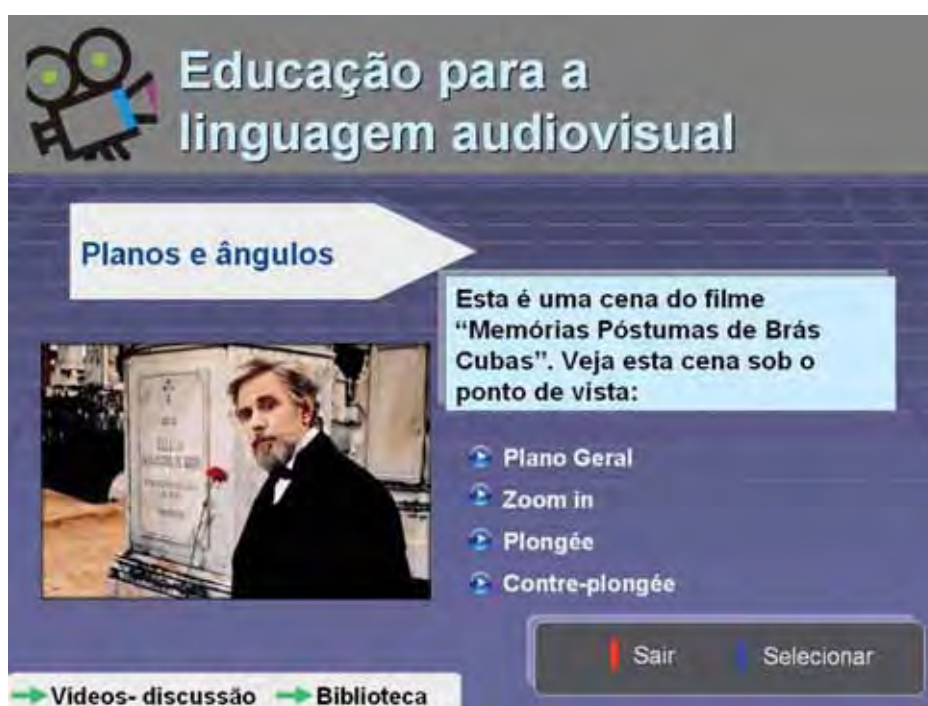 Educação para a
linguagem audiovisual
Planos e ângulos
Esta é uma cena do filme
“Memórias Póstumas de Brás
Cubas”. Veja esta cena sob o
ponto de vista:
Plano Geral
Zoom in
Plongée
Contre-plongée
Sair
Selecionar
Videos- discussão
Biblioteca